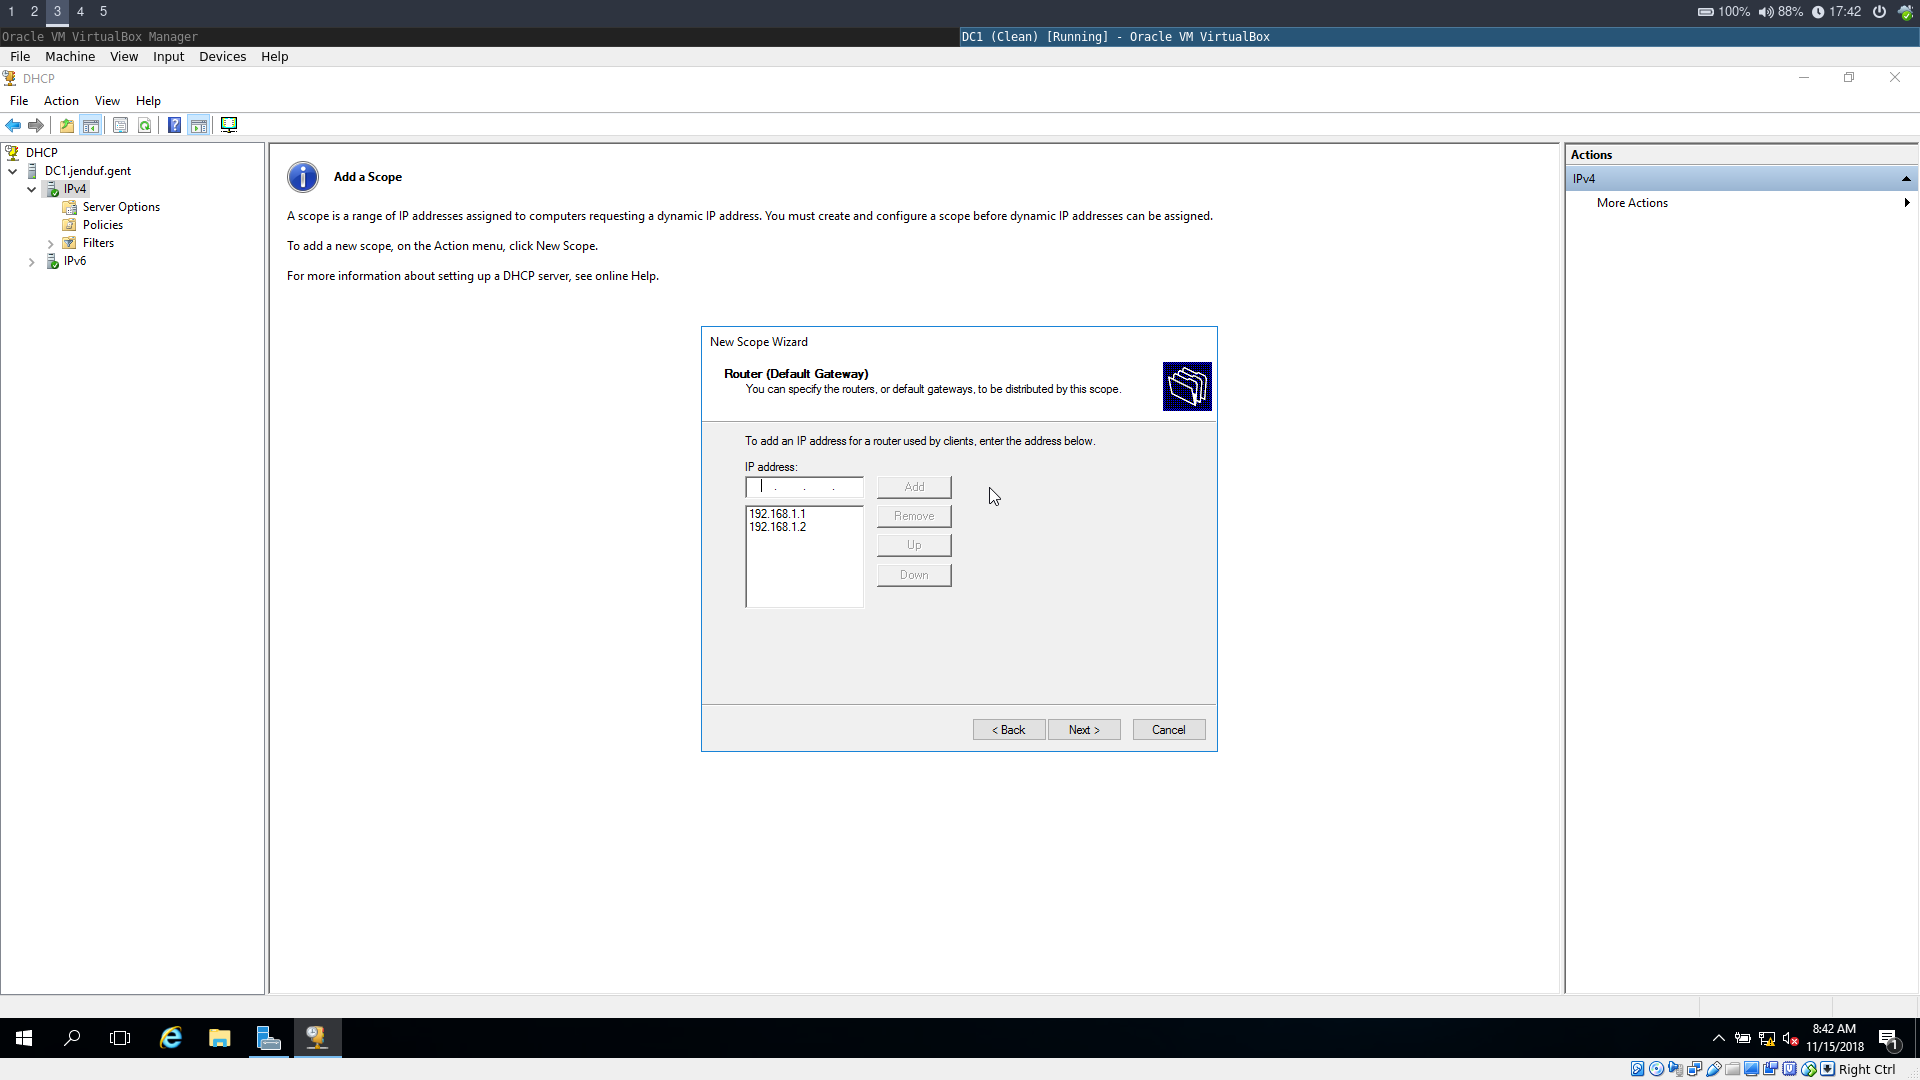 1 2 3 4 5 100% 88% 17:42
Oracle VM VirtualBox Manager
DC1 (Clean) [Running] - Oracle VM VirtualBox
File Machine View Input Devices Help
DHCP
File Action View Help
DHCP
DC1.jenduf.gent
IPv4
Server Options
Policies
Filters
IPv6
Add a Scope
A scope is a range of IP addresses assigned to computers requesting a dynamic IP address. You must create and configure a scope before dynamic IP addresses can be assigned.
To add a new scope, on the Action menu, click New Scope.
For more information about setting up a DHCP server, see online Help.
New Scope Wizard
Router (Default Gateway)
You can specify the routers, or default gateways, to be distributed by this scope.
To add an IP address for a router used by clients, enter the address below.
IP address:
. . .
Add
192.168.1.1
192.168.1.2
Remove
Up
Down
< Back Next > Cancel
Actions
IPv4
More Actions
8:42 AM
11/15/2018
1
Right Ctrl